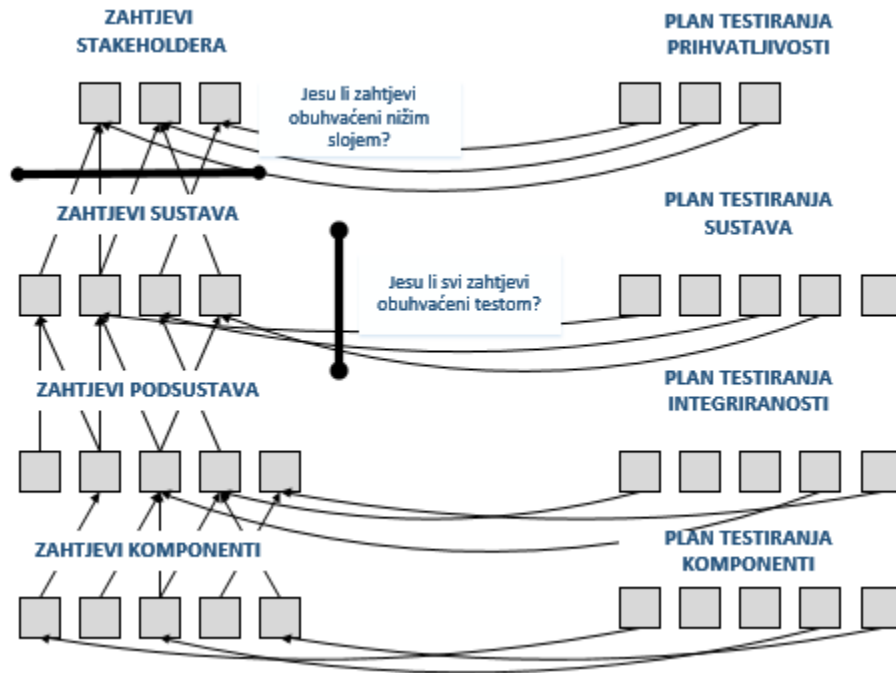 ZAHTJEVI
STAKEHOLDERA
PLAN TESTIRANJA
PRIHVATLJIVOSTI
Jesu li zahtjevi
obuhvaćeni nižim
slojem?
ZAHTJEVI SUSTAVA
PLAN TESTIRANJA
SUSTAVA
Jesu li svi zahtjevi
obuhvaćeni testom?
ZAHTJEVI PODSUSTAVA
PLAN TESTIRANJA
INTEGRIRANOSTI
ZAHTJEVI KOMPONENTI
PLAN TESTIRANJA
KOMPONENTI